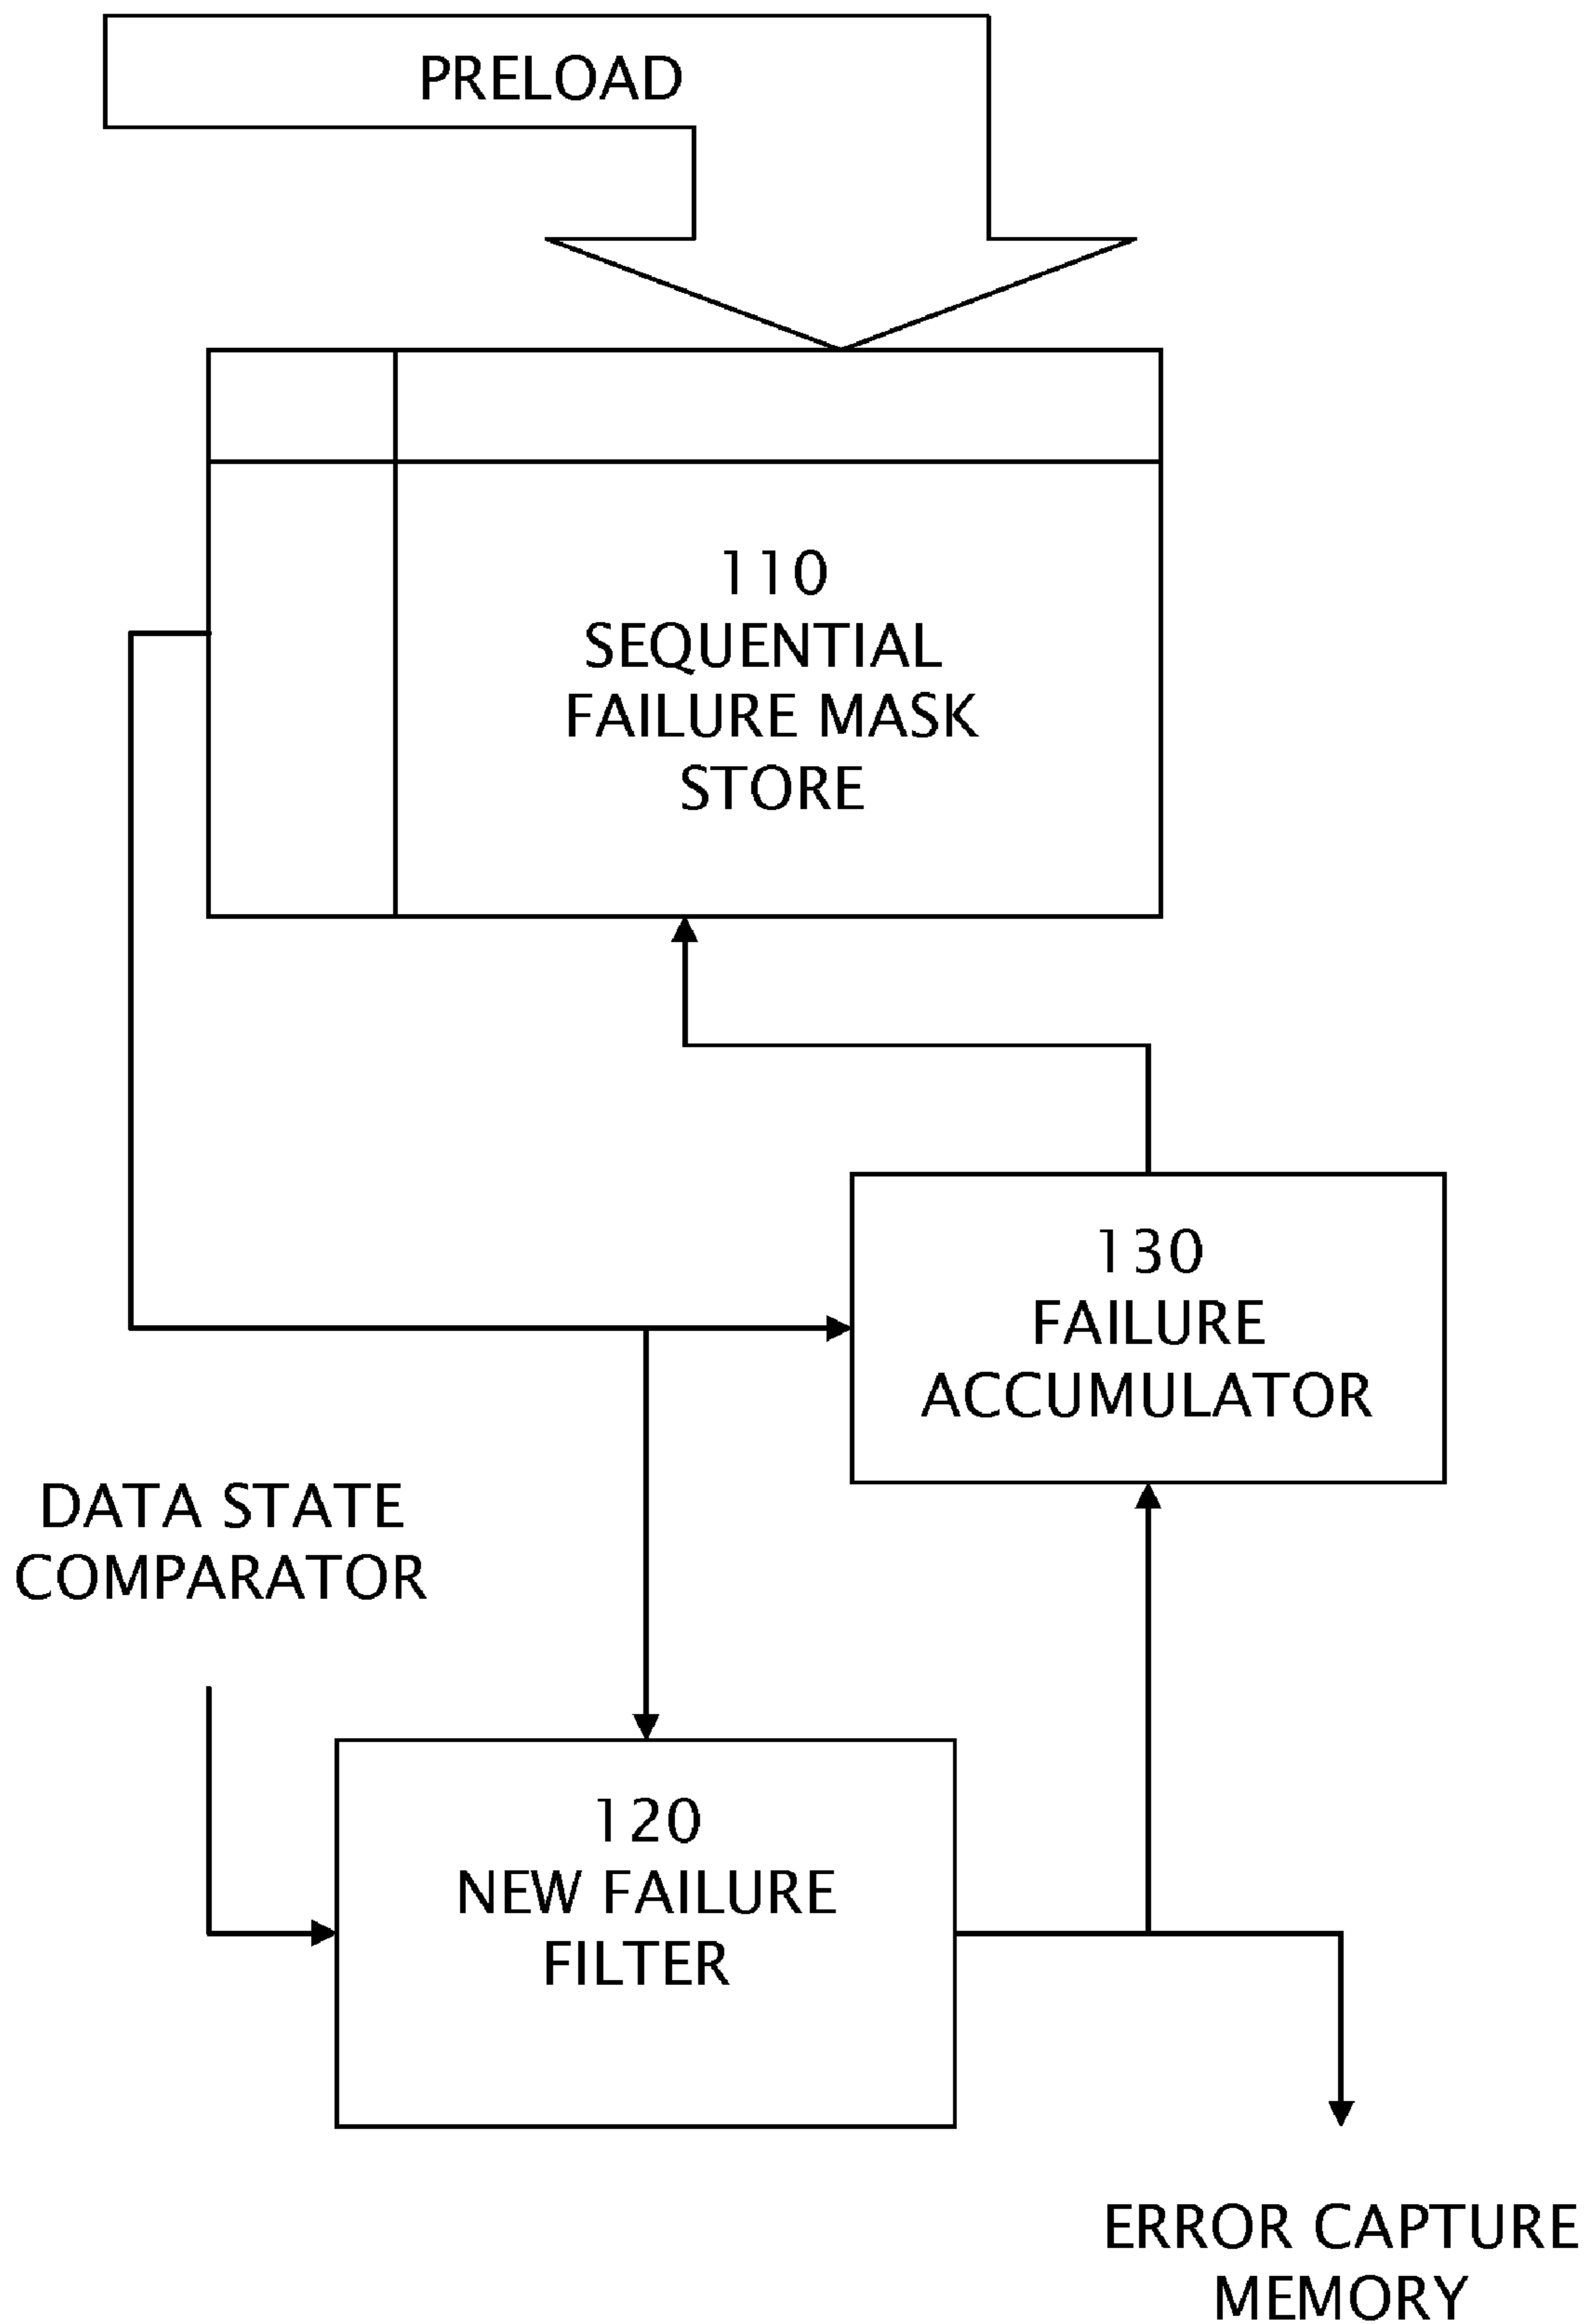 PRELOAD
110
SEQUENTIAL
FAILURE MASK
STORE
130
FAILURE
ACCUMULATOR
DATA STATE
COMPARATOR
120
NEW FAILURE
FILTER
ERROR CAPTURE
MEMORY